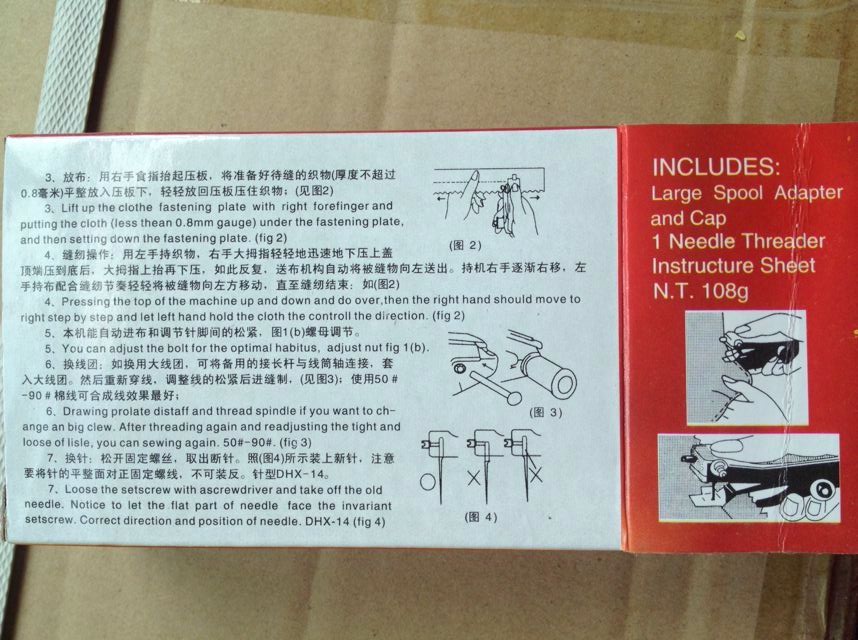 3、放布：用右手食指抬起压板，将准备好待缝的织物(厚度不超过
0.8毫米)平整放入压板下，轻轻放回压板压住织物；(见图2)
3、Lift up the clothe fastening plate with right forefinger and
putting the cloth (less thean 0.8mm gauge) under the fastening plate,
and then setting down the fastening plate. (fig 2)
4、缝纫操作：用左手持织物，右手大拇指轻轻地迅速地下压上盖
顶端压到底后，大拇指上抬再下压，如此反复，送布机构自动将被缝物向左送出。持机右手逐渐右移，左
手持布配合缝纫节奏轻轻将被缝物向左方移动，直至缝纫结束：如(图2)
4、Pressing the top of the machine up and down and do over,then the right hand should move to
right step by step and let left hand hold the cloth the controll the direction. (fig 2)
5、本机能自动进布和调节针脚间的松紧，图1(b)螺母调节。
5、You can adjust the bolt for the optimal habitus, adjust nut fig 1(b).
6、换线团：如换用大线团，可将备用的接长杆与线筒轴连接，套
入大线团。然后重新穿线，调整线的松紧后进缝制，(见图3)；使用50＃
-90＃棉线可合成线效果最好；
6、Drawing prolate distaff and thread spindle if you want to ch-
ange an big clew. After threading again and readjusting the tight and
loose of lisle, you can sewing again. 50#-90#. (fig 3)
7、换针：松开固定螺丝，取出断针。照(图4)所示装上新针，注意
要将针的平整面对正固定螺线，不可装反。针型DHX-14。
7、Loose the setscrew with ascrewdriver and take off the old
needle. Notice to let the flat part of needle face the invariant
setscrew. Correct direction and position of needle. DHX-14 (fig 4)
(图 2)
(图 3)
(图 4)
INCLUDES:
Large Spool Adapter
and Cap
1 Needle Threader
Instructure Sheet
N.T. 108g